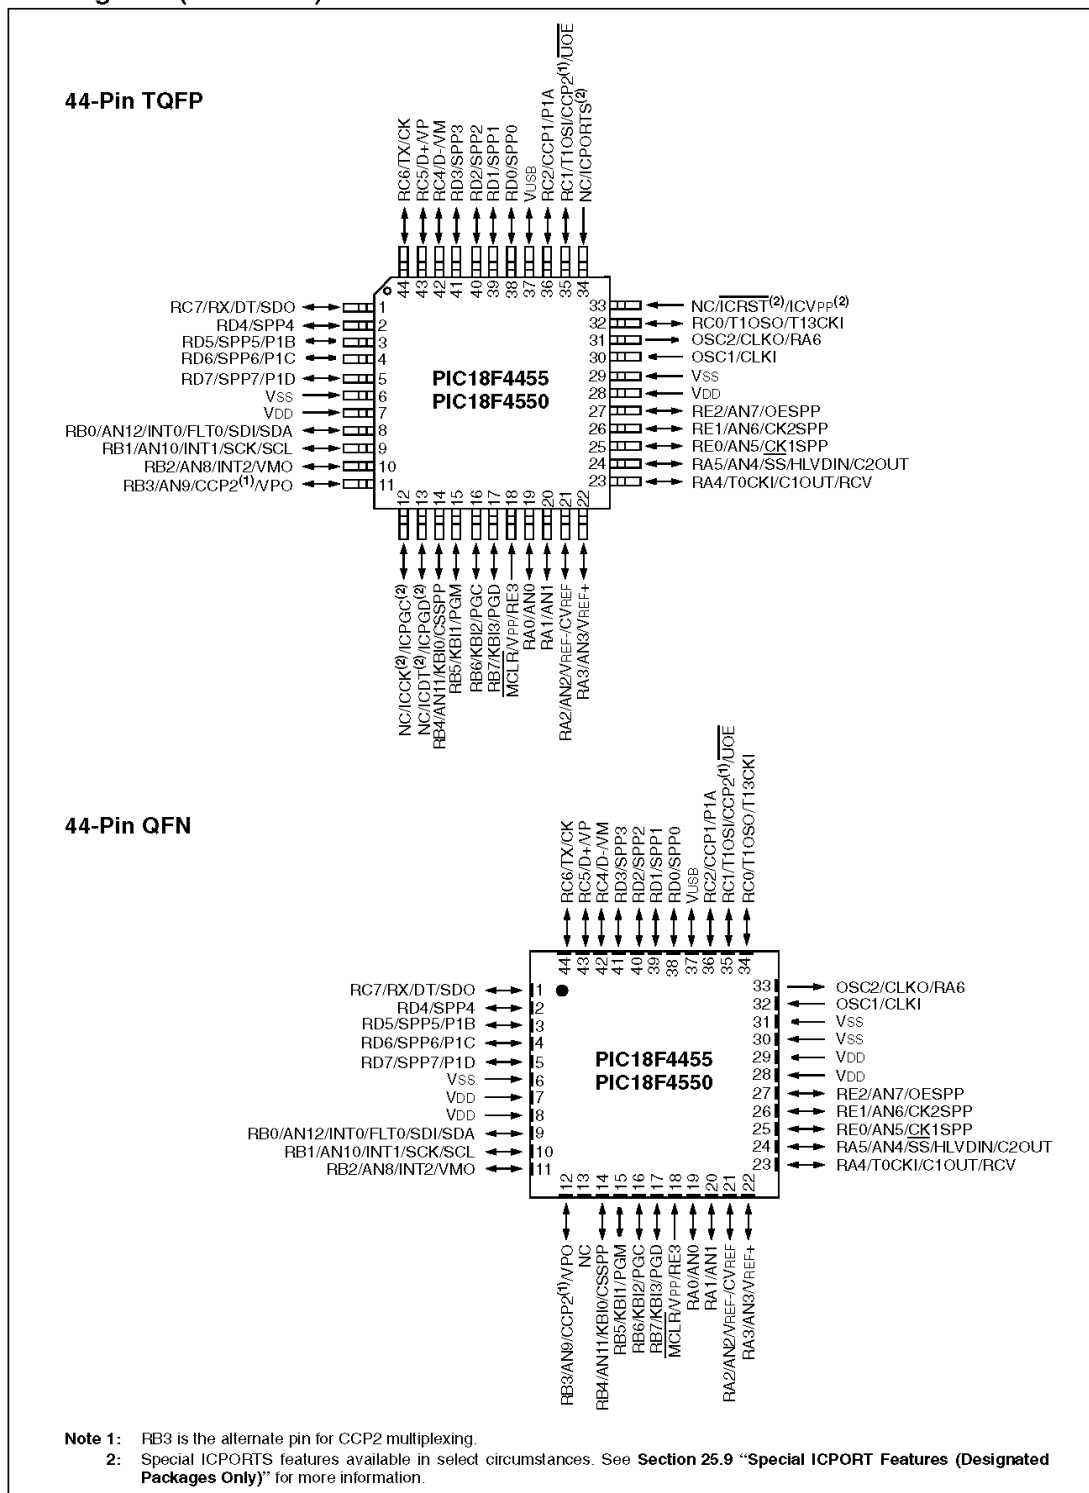 44-Pin TQFP
RC6/TX/CK
RC5/D+/VP
RC4/D-/VM
RD3/SPP3
RD2/SPP2
RD1/SPP1
RD0/SPP0
VUSB
RC2/CCP1/P1A
RC1/T1OSI/CCP2(1)/UOE
NC/ICPORTS(2)
44 43 42 41 40 39 38 37 36 35 34
RC7/RX/DT/SDO 1
RD4/SPP4 2
RD5/SPP5/P1B 3
RD6/SPP6/P1C 4
RD7/SPP7/P1D 5
VSS 6
VDD 7
RB0/AN12/INT0/FLT0/SDI/SDA 8
RB1/AN10/INT1/SCK/SCL 9
RB2/AN8/INT2/VMO 10
RB3/AN9/CCP2(1)/VPO 11
PIC18F4455
PIC18F4550
33 NC/ICRST(2)/ICVPP(2)
32 RC0/T1OSO/T13CKI
31 OSC2/CLKO/RA6
30 OSC1/CLKI
29 VSS
28 VDD
27 RE2/AN7/OESPP
26 RE1/AN6/CK2SPP
25 RE0/AN5/CK1SPP
24 RA5/AN4/SS/HLVDIN/C2OUT
23 RA4/T0CKI/C1OUT/RCV
12 13 14 15 16 17 18 19 20 21 22
NC/ICCK(2)/ICPGC(2)
NC/ICDT(2)/ICPGD(2)
RB4/AN11/KBI0/CSSPP
RB5/KBI1/PGM
RB6/KBI2/PGC
RB7/KBI3/PGD
MCLR/VPP/RE3
RA0/AN0
RA1/AN1
RA2/AN2/VREF-/CVREF
RA3/AN3/VREF+
44-Pin QFN
RC6/TX/CK
RC5/D+/VP
RC4/D-/VM
RD3/SPP3
RD2/SPP2
RD1/SPP1
RD0/SPP0
VUSB
RC2/CCP1/P1A
RC1/T1OSI/CCP2(1)/UOE
RC0/T1OSO/T13CKI
44 43 42 41 40 39 38 37 36 35 34
RC7/RX/DT/SDO 1
RD4/SPP4 2
RD5/SPP5/P1B 3
RD6/SPP6/P1C 4
RD7/SPP7/P1D 5
VSS 6
VDD 7
VDD 8
RB0/AN12/INT0/FLT0/SDI/SDA 9
RB1/AN10/INT1/SCK/SCL 10
RB2/AN8/INT2/VMO 11
PIC18F4455
PIC18F4550
33 OSC2/CLKO/RA6
32 OSC1/CLKI
31 VSS
30 VSS
29 VDD
28 VDD
27 RE2/AN7/OESPP
26 RE1/AN6/CK2SPP
25 RE0/AN5/CK1SPP
24 RA5/AN4/SS/HLVDIN/C2OUT
23 RA4/T0CKI/C1OUT/RCV
12 13 14 15 16 17 18 19 20 21 22
RB3/AN9/CCP2(1)/VPO
NC
RB4/AN11/KBI0/CSSPP
RB5/KBI1/PGM
RB6/KBI2/PGC
RB7/KBI3/PGD
MCLR/VPP/RE3
RA0/AN0
RA1/AN1
RA2/AN2/VREF-/CVREF
RA3/AN3/VREF+
Note 1: RB3 is the alternate pin for CCP2 multiplexing.
2: Special ICPORTS features available in select circumstances. See Section 25.9 “Special ICPORT Features (Designated
Packages Only)” for more information.